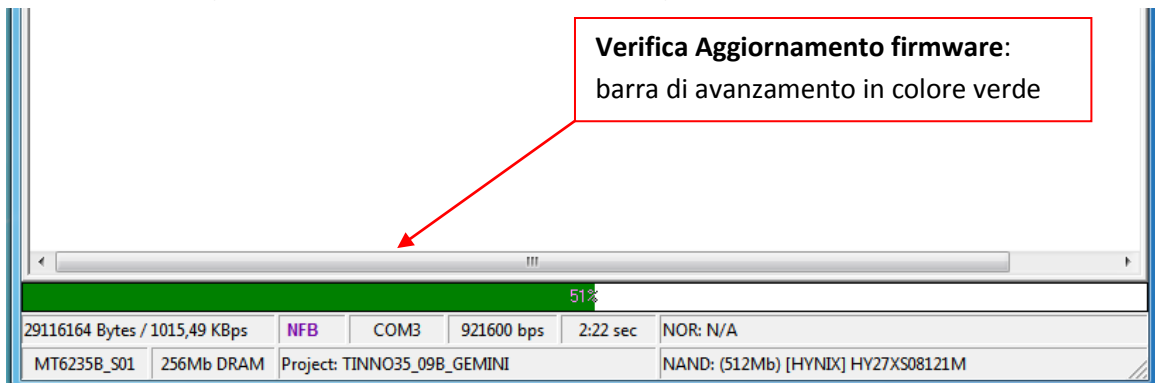 Verifica Aggiornamento firmware:
barra di avanzamento in colore verde
51%
29116164 Bytes / 1015,49 KBps NFB COM3 921600 bps 2:22 sec NOR: N/A
MT6235B_S01 256Mb DRAM Project: TINNO35_09B_GEMINI NAND: (512Mb) [HYNIX] HY27XS08121M